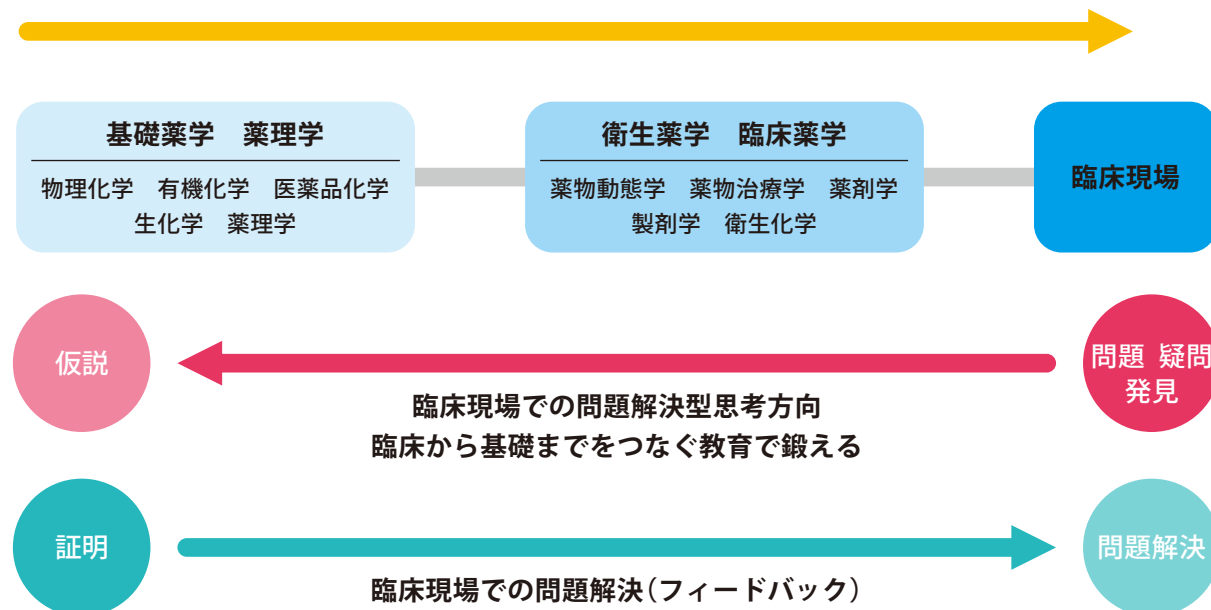 基礎薬学　薬理学
物理化学　有機化学　医薬品化学
生化学　薬理学
衛生薬学　臨床薬学
薬物動態学　薬物治療学　薬剤学
製剤学　衛生化学
臨床現場
仮説
問題 疑問
発見
臨床現場での問題解決型思考方向
臨床から基礎までをつなぐ教育で鍛える
証明
問題解決
臨床現場での問題解決（フィードバック）